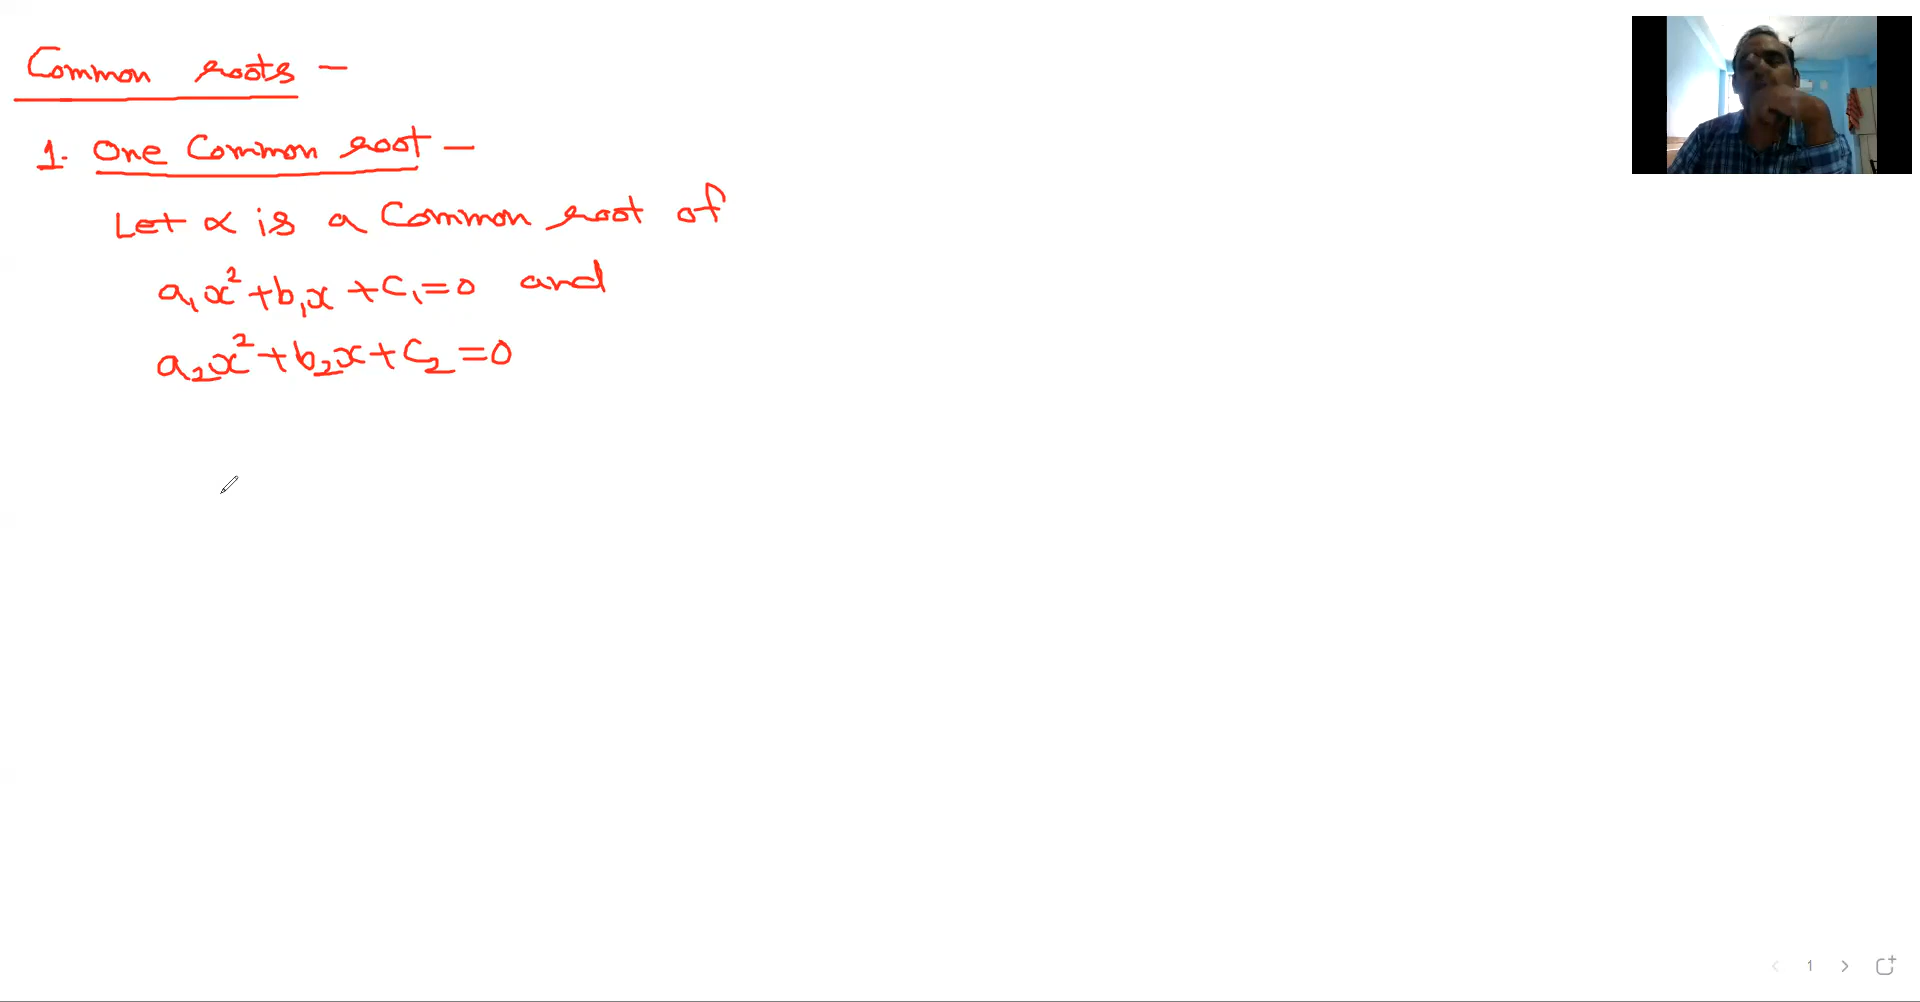 Common roots -
1. One Common root -
Let α is a Common root of
a₁x²+b₁x+c₁=0 and
a₂x²+b₂x+c₂=0
1